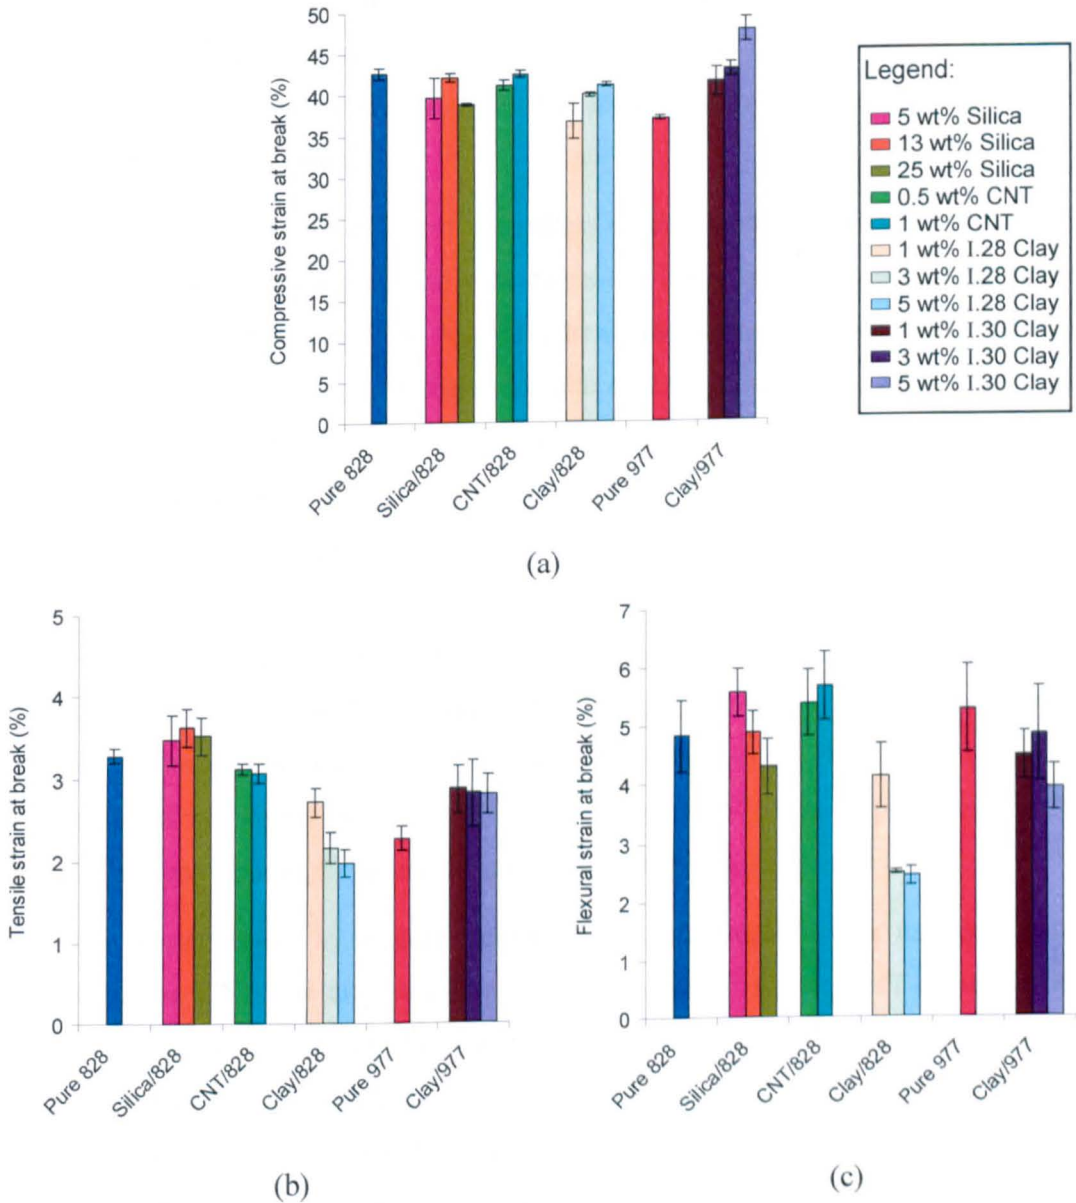 50
45
40
35
30
25
20
15
10
5
0
Compressive strain at break (%)
Pure 828
Silica/828
CNT/828
Clay/828
Pure 977
Clay/977
Legend:
5 wt% Silica
13 wt% Silica
25 wt% Silica
0.5 wt% CNT
1 wt% CNT
1 wt% I.28 Clay
3 wt% I.28 Clay
5 wt% I.28 Clay
1 wt% I.30 Clay
3 wt% I.30 Clay
5 wt% I.30 Clay
(a)
5
4
3
2
1
0
Tensile strain at break (%)
Pure 828
Silica/828
CNT/828
Clay/828
Pure 977
Clay/977
(b)
7
6
5
4
3
2
1
0
Flexural strain at break (%)
Pure 828
Silica/828
CNT/828
Clay/828
Pure 977
Clay/977
(c)